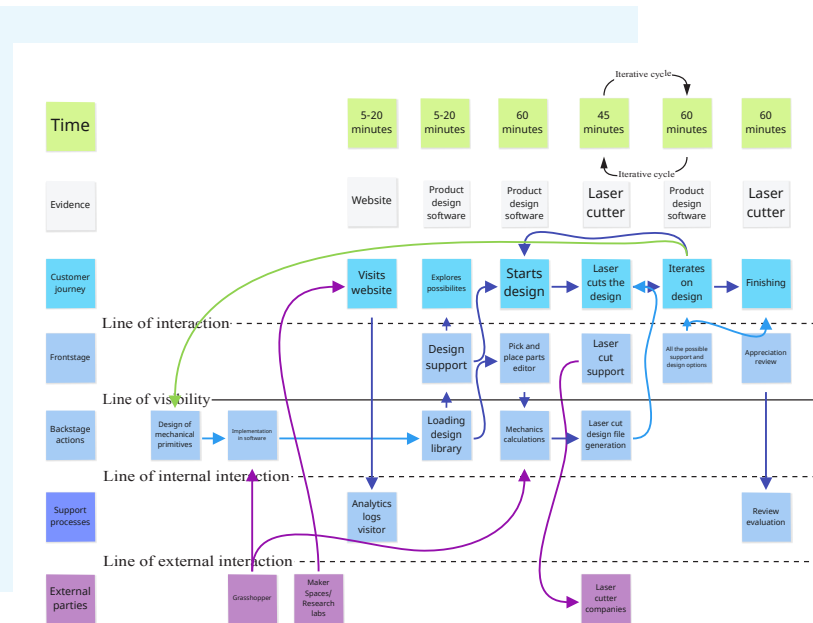 Iterative cycle
Time
5-20
minutes
5-20
minutes
60
minutes
45
minutes
60
minutes
60
minutes
Iterative cycle
Evidence
Website
Product
design
software
Product
design
software
Laser
cutter
Product
design
software
Laser
cutter
Customer
journey
Visits
website
Explores
possibilites
Starts
design
Laser
cuts the
design
Iterates
on
design
Finishing
Line of interaction
Frontstage
Design
support
Pick and
place parts
editor
Laser
cut
support
All the possible
support and
design options
Appreciation
review
Line of visibility
Backstage
actions
Design of
mechanical
primitives
Implementation
in software
Loading
design
library
Mechanics
calculations
Laser cut
design file
generation
Line of internal interaction
Support
processes
Analytics
logs
visitor
Review
evaluation
Line of external interaction
External
parties
Grasshopper
Maker
Spaces/
Research
labs
Laser
cutter
companies